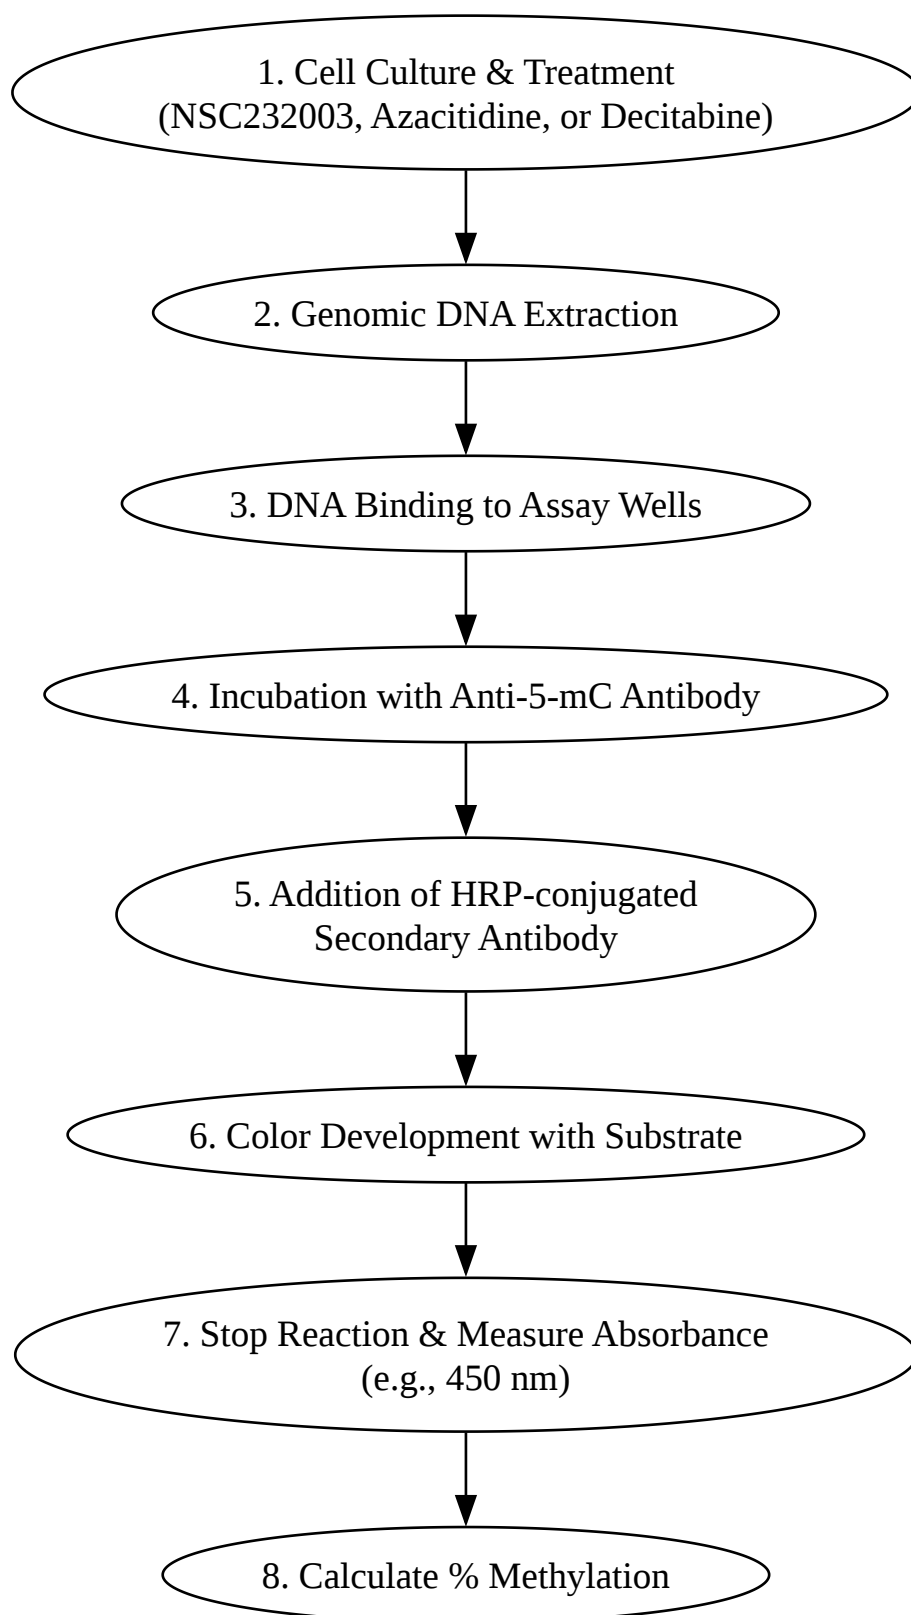 1. Cell Culture & Treatment
(NSC232003, Azacitidine, or Decitabine)
2. Genomic DNA Extraction
3. DNA Binding to Assay Wells
4. Incubation with Anti-5-mC Antibody
5. Addition of HRP-conjugated
Secondary Antibody
6. Color Development with Substrate
7. Stop Reaction & Measure Absorbance
(e.g., 450 nm)
8. Calculate % Methylation